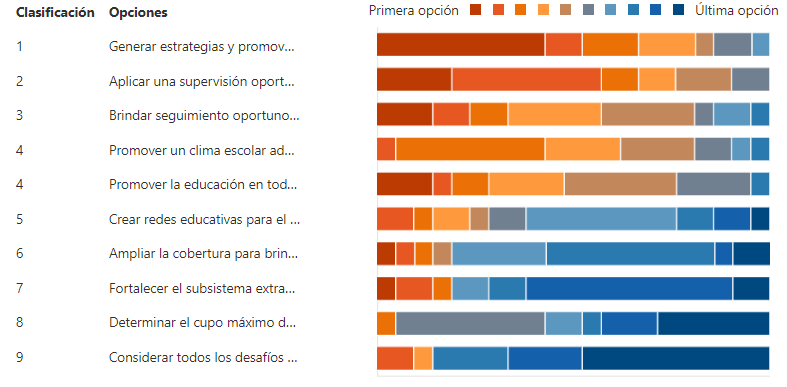 Clasificación Opciones Primera opción Última opción
1 Generar estrategias y promov...
2 Aplicar una supervisión oport...
3 Brindar seguimiento oportuno...
4 Promover un clima escolar ad...
4 Promover la educación en tod...
5 Crear redes educativas para el ...
6 Ampliar la cobertura para brin...
7 Fortalecer el subsistema extra...
8 Determinar el cupo máximo d...
9 Considerar todos los desafíos ...